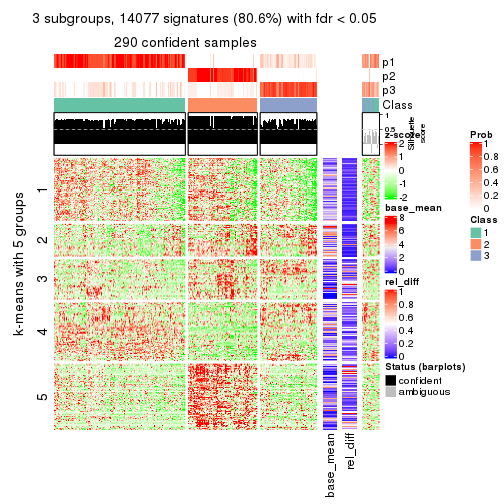 3 subgroups, 14077 signatures (80.6%) with fdr < 0.05
290 confident samples
p1
p2
p3
Class
1
0.5
0
Silhouette
score
k-means with 5 groups
1
2
3
4
5
base_mean
rel_diff
z-score
2
1
0
-1
-2
base_mean
8
6
4
2
0
rel_diff
1
0.8
0.6
0.4
0.2
0
Status (barplots)
confident
ambiguous
Prob
1
0.8
0.6
0.4
0.2
0
Class
1
2
3